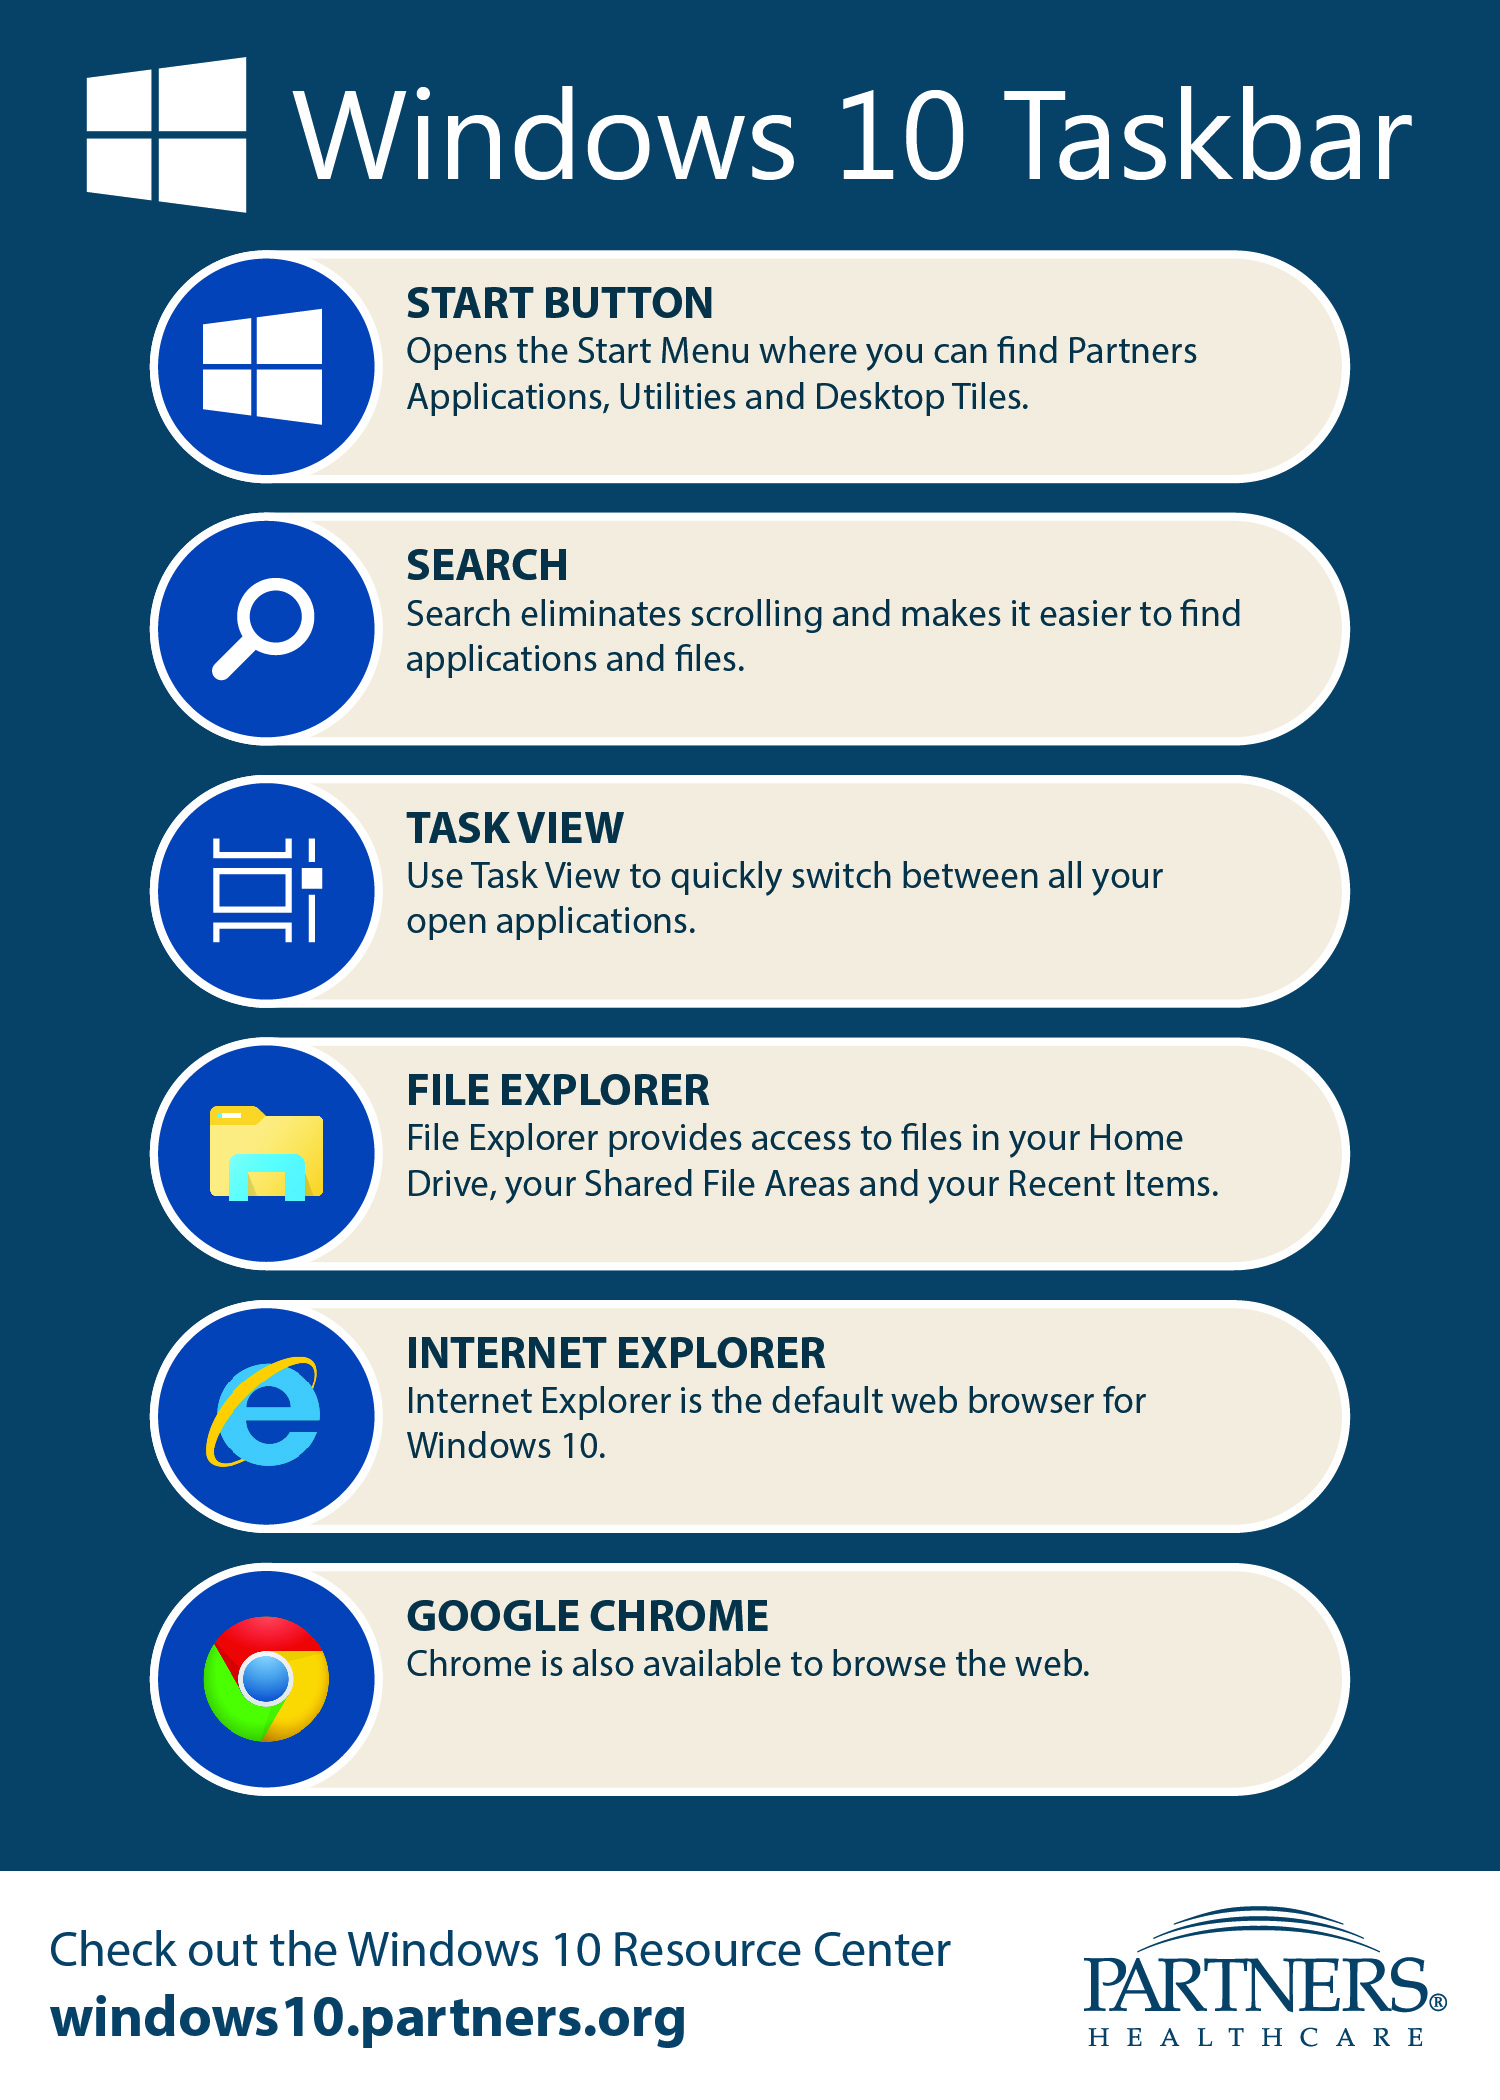 Windows 10 Taskbar
START BUTTON
Opens the Start Menu where you can find Partners
Applications, Utilities and Desktop Tiles.
SEARCH
Search eliminates scrolling and makes it easier to find
applications and files.
TASK VIEW
Use Task View to quickly switch between all your
open applications.
FILE EXPLORER
File Explorer provides access to files in your Home
Drive, your Shared File Areas and your Recent Items.
INTERNET EXPLORER
Internet Explorer is the default web browser for
Windows 10.
GOOGLE CHROME
Chrome is also available to browse the web.
Check out the Windows 10 Resource Center
windows10.partners.org
PARTNERS®
HEALTHCARE